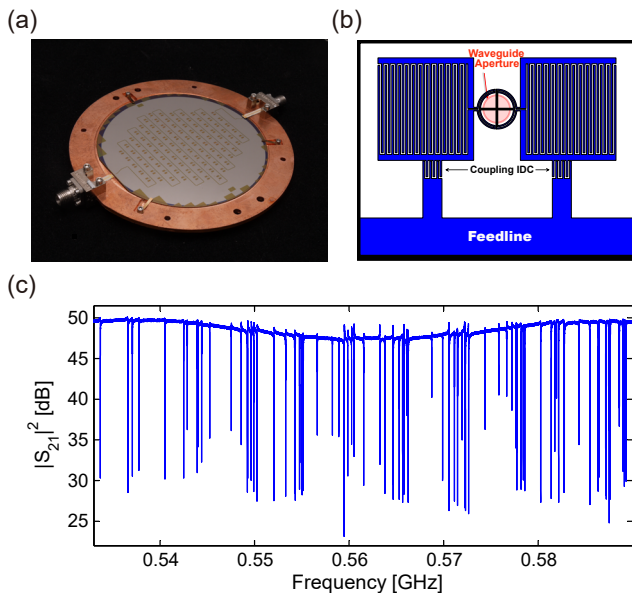 (a)
(b)
Waveguide
Aperture
Coupling IDC
Feedline
(c)
50
45
40
35
30
25
|S21|² [dB]
0.54 0.55 0.56 0.57 0.58
Frequency [GHz]